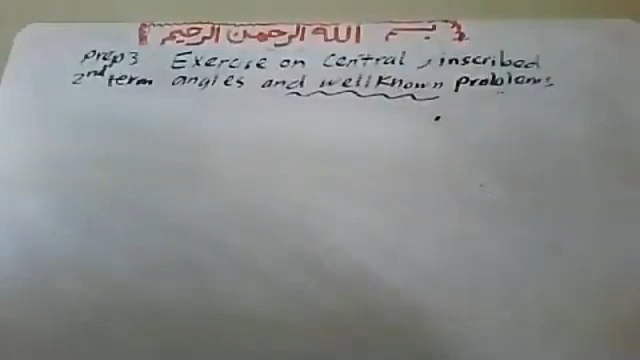 بسم الله الرحمن الرحيم
prep3 Exercise on central, inscribed
2nd term angles and wellknown problems